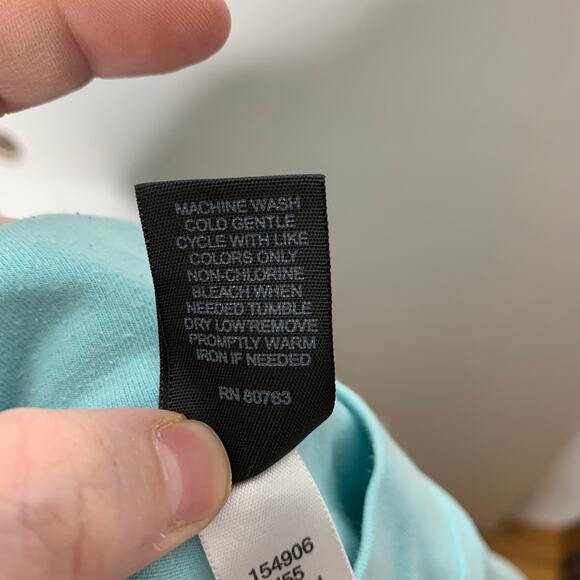 MACHINE WASH
COLD GENTLE
CYCLE WITH LIKE
COLORS ONLY
NON-CHLORINE
BLEACH WHEN
NEEDED TUMBLE
DRY LOW REMOVE
PROMPTLY WARM
IRON IF NEEDED
RN 80763
154906